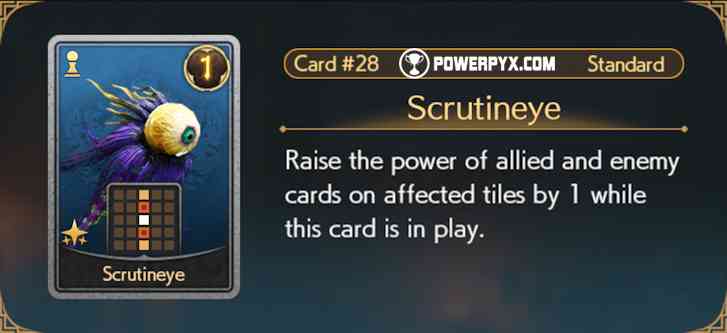 1
Scrutineye
Card #28 POWERPYX.COM Standard
Scrutineye
Raise the power of allied and enemy
cards on affected tiles by 1 while
this card is in play.